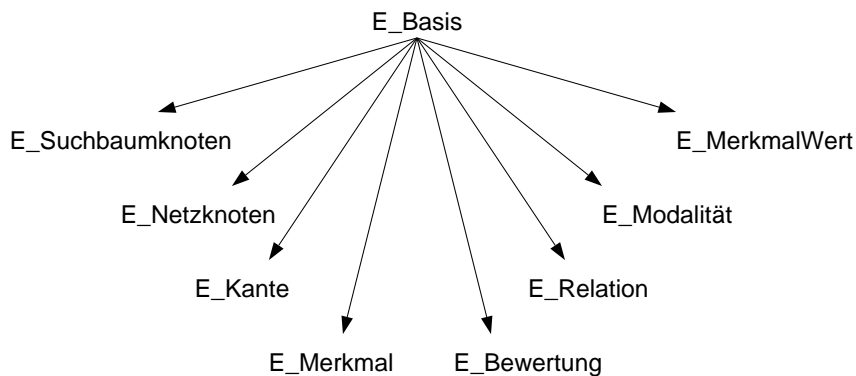 E_Basis
E_Suchbaumknoten
E_MerkmalWert
E_Netzknoten
E_Modalität
E_Kante
E_Relation
E_Merkmal
E_Bewertung